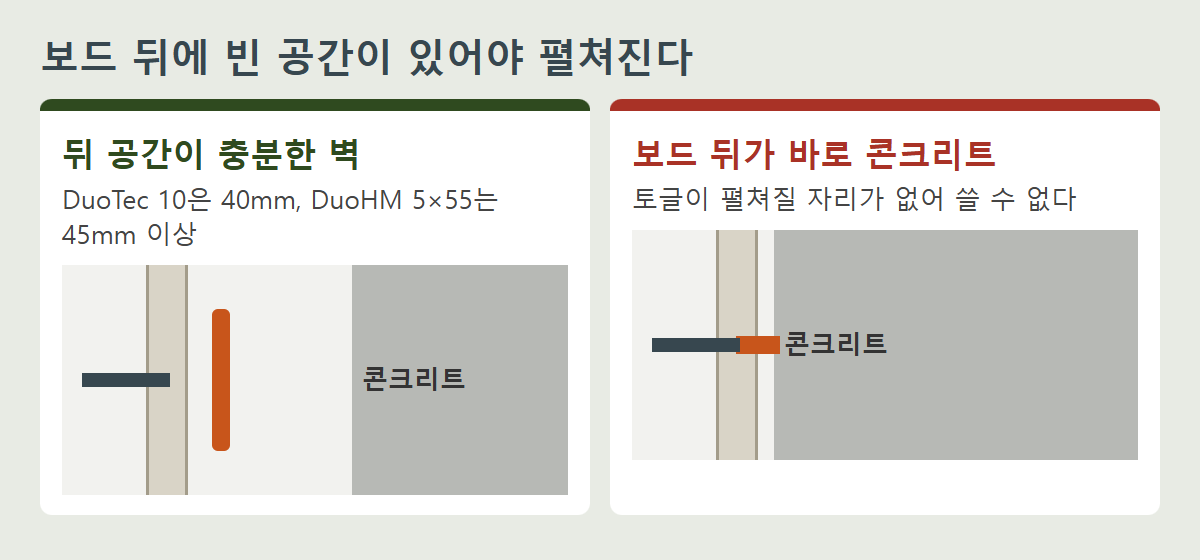 보드 뒤에 빈 공간이 있어야 펼쳐진다
뒤 공간이 충분한 벽
DuoTec 10은 40mm, DuoHM 5×55는
45mm 이상
콘크리트
보드 뒤가 바로 콘크리트
토글이 펼쳐질 자리가 없어 쓸 수 없다
콘크리트